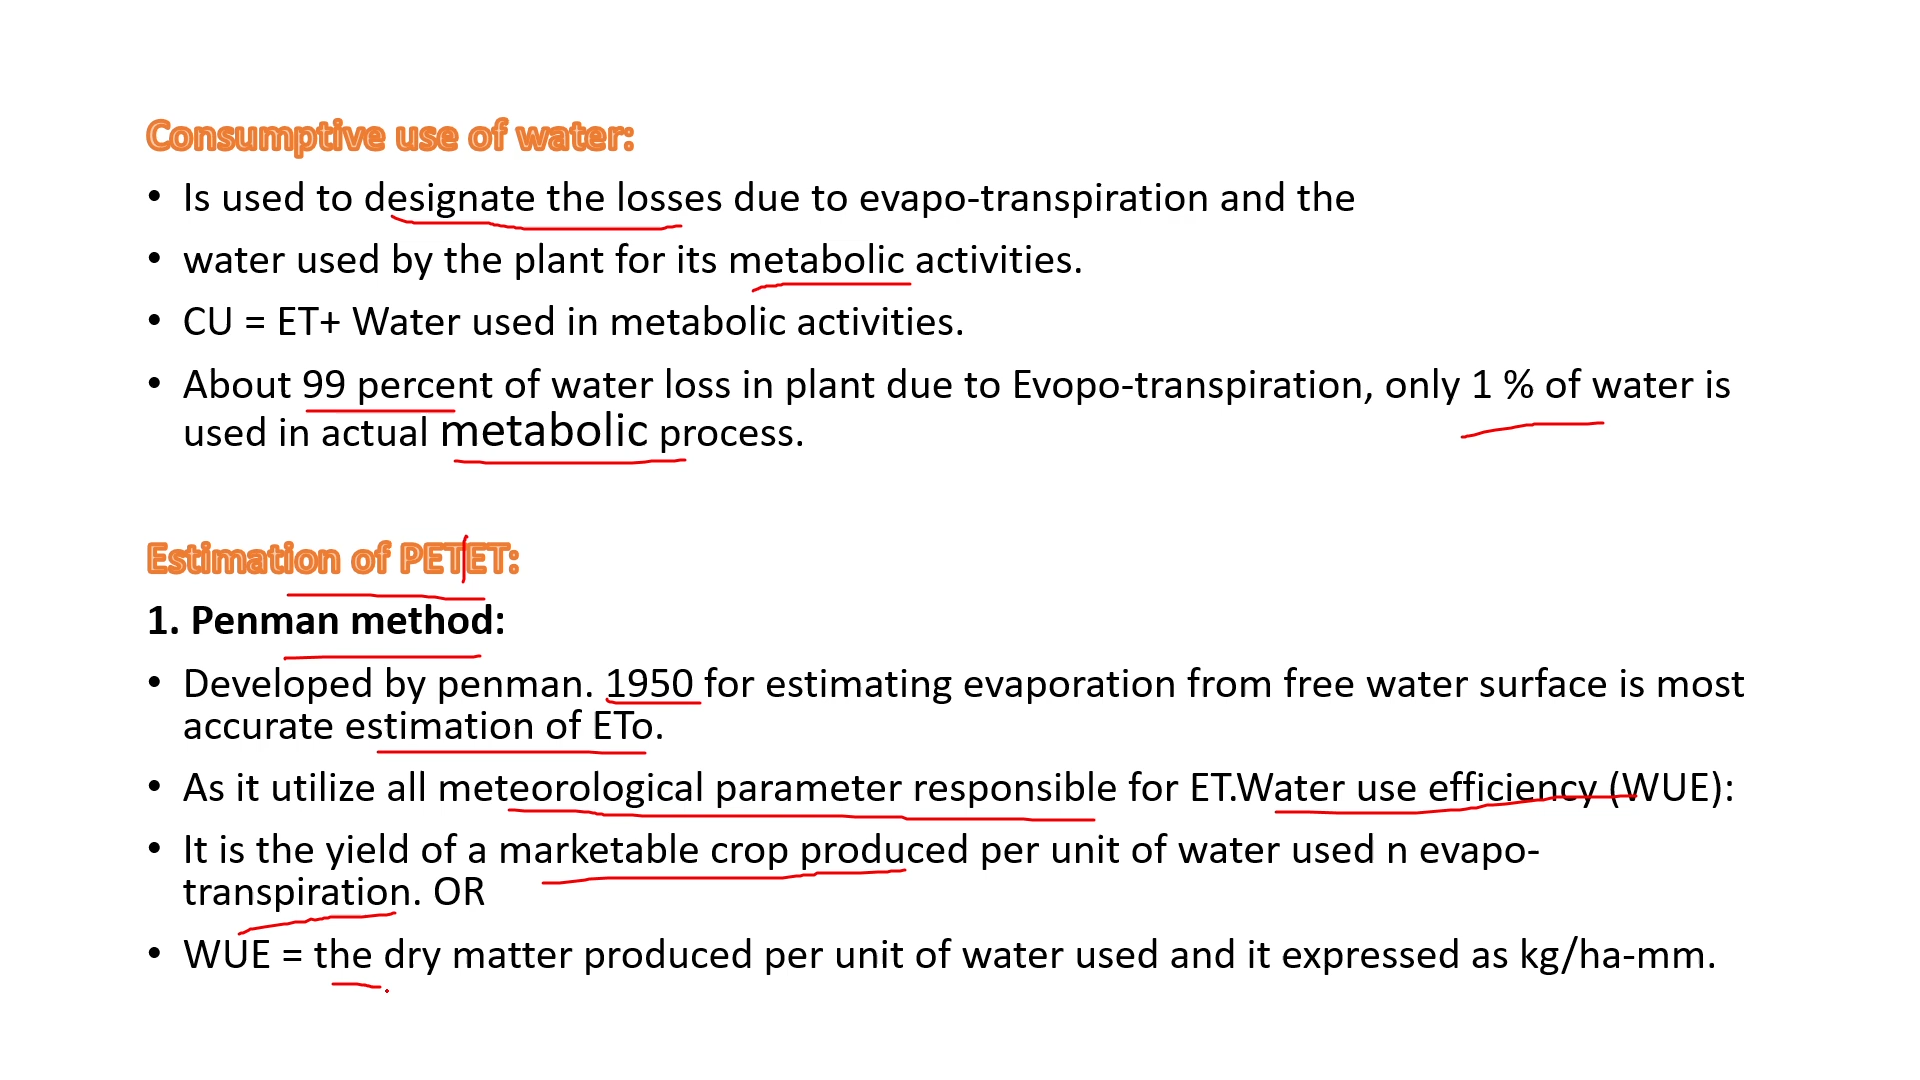 Consumptive use of water:
• Is used to designate the losses due to evapo-transpiration and the
• water used by the plant for its metabolic activities.
• CU = ET+ Water used in metabolic activities.
• About 99 percent of water loss in plant due to Evopo-transpiration, only 1 % of water is
used in actual metabolic process.
Estimation of PETET:
1. Penman method:
• Developed by penman. 1950 for estimating evaporation from free water surface is most
accurate estimation of ETo.
• As it utilize all meteorological parameter responsible for ET.Water use efficiency (WUE):
• It is the yield of a marketable crop produced per unit of water used n evapo-
transpiration. OR
• WUE = the dry matter produced per unit of water used and it expressed as kg/ha-mm.